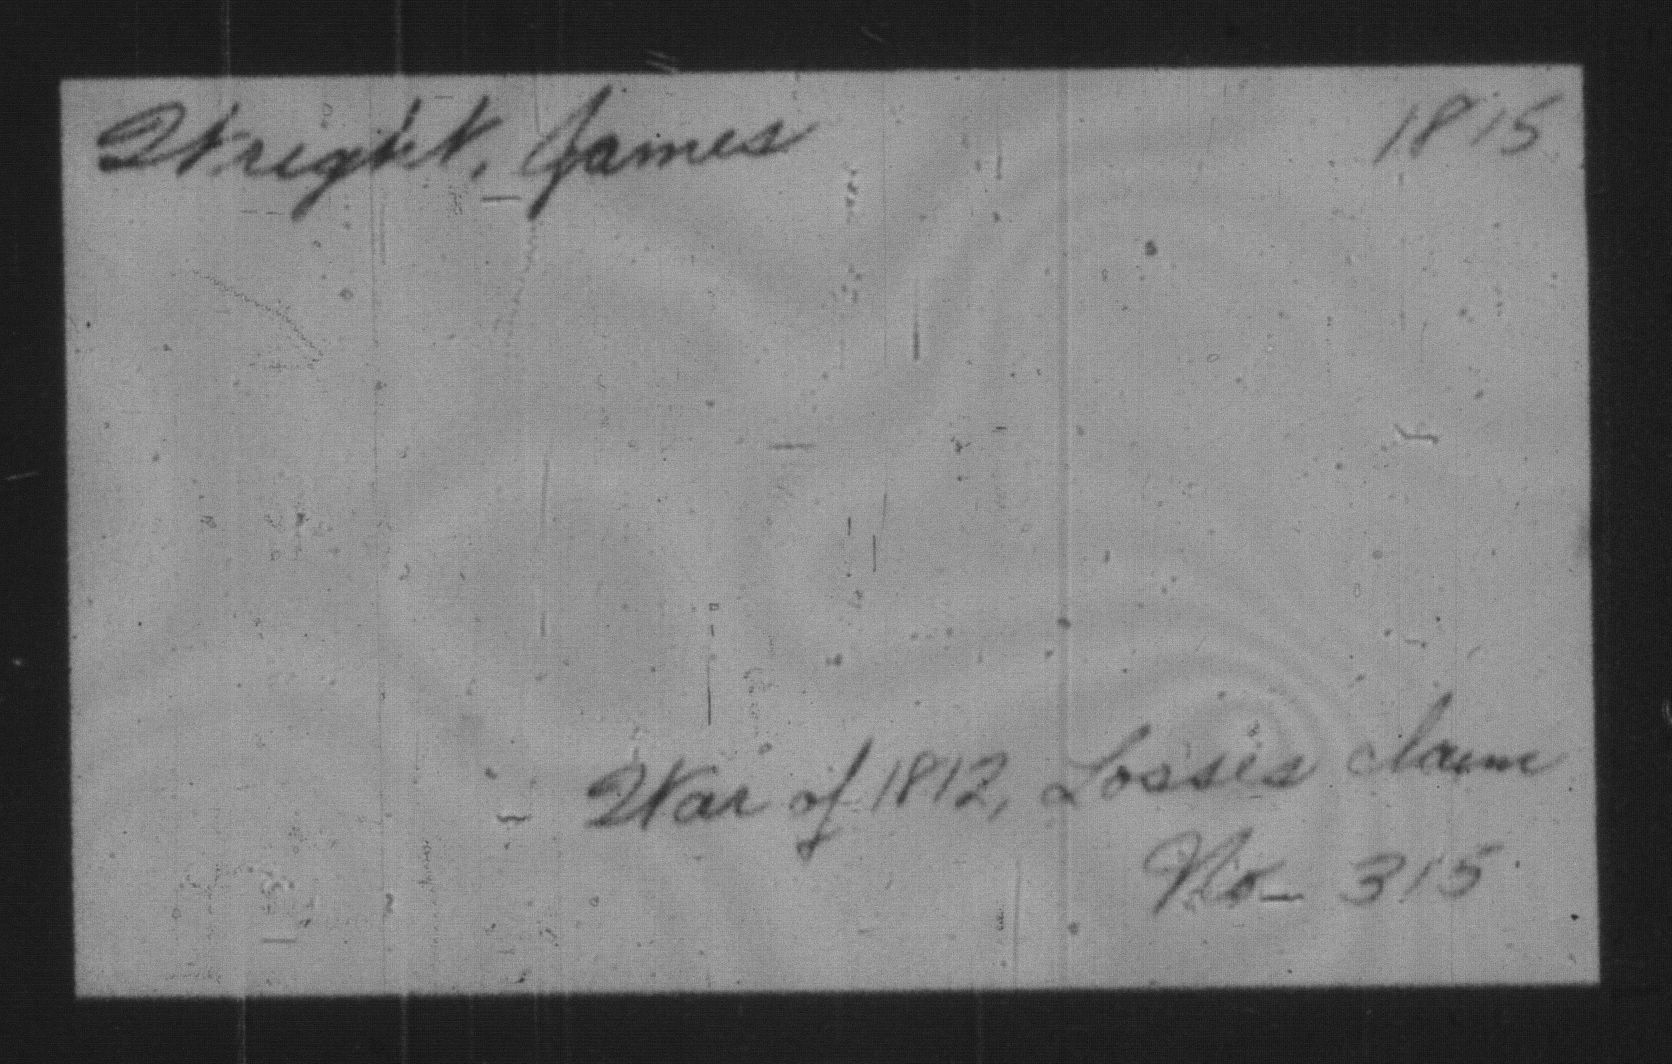 Wright, James 1815
War of 1812, Losses claim
No. 315